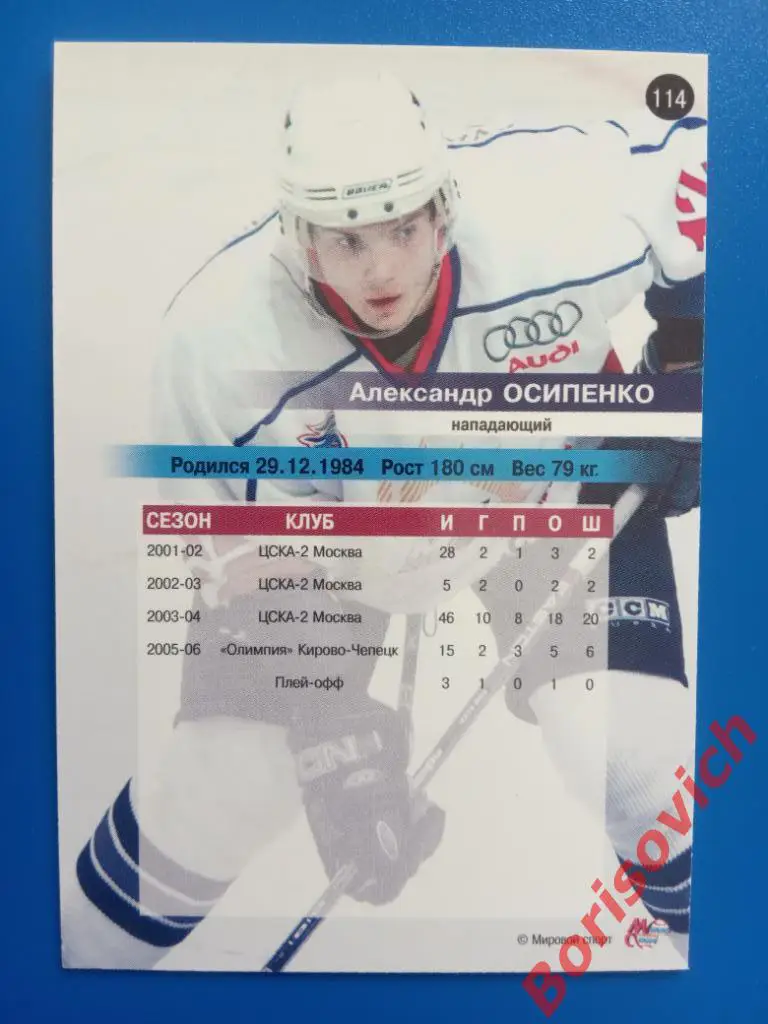 114
BAUER
AUDI
Александр ОСИПЕНКО
нападающий
Родился 29.12.1984 Рост 180 см Вес 79 кг.
СЕЗОН КЛУБ И Г П О Ш
2001-02 ЦСКА-2 Москва 28 2 1 3 2
2002-03 ЦСКА-2 Москва 5 2 0 2 2
2003-04 ЦСКА-2 Москва 46 10 8 18 20
2005-06 «Олимпия» Кирово-Чепецк 15 2 3 5 6
Плей-офф 3 1 0 1 0
CCM
© Мировой спорт
Borisovich